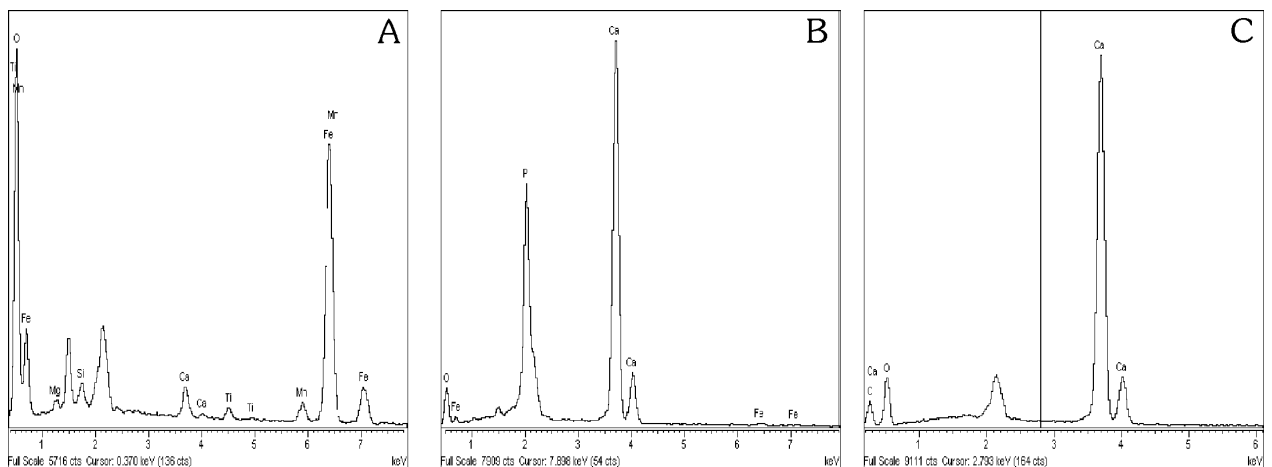 A
O
Ti
Mn
Fe
Mg
Si
Ca
Ca
Ti
Ti
Mn
Mn
Fe
Fe
1 2 3 4 5 6 7
keV
Full Scale 5716 cts Cursor: 0.370 keV (136 cts)
B
Ca
P
O
Fe
Ca
Fe
Fe
1 2 3 4 5 6 7
keV
Full Scale 7909 cts Cursor: 7.898 keV (54 cts)
C
Ca
Ca
C
O
Ca
1 2 3 4 5 6
keV
Full Scale 9111 cts Cursor: 2.793 keV (164 cts)